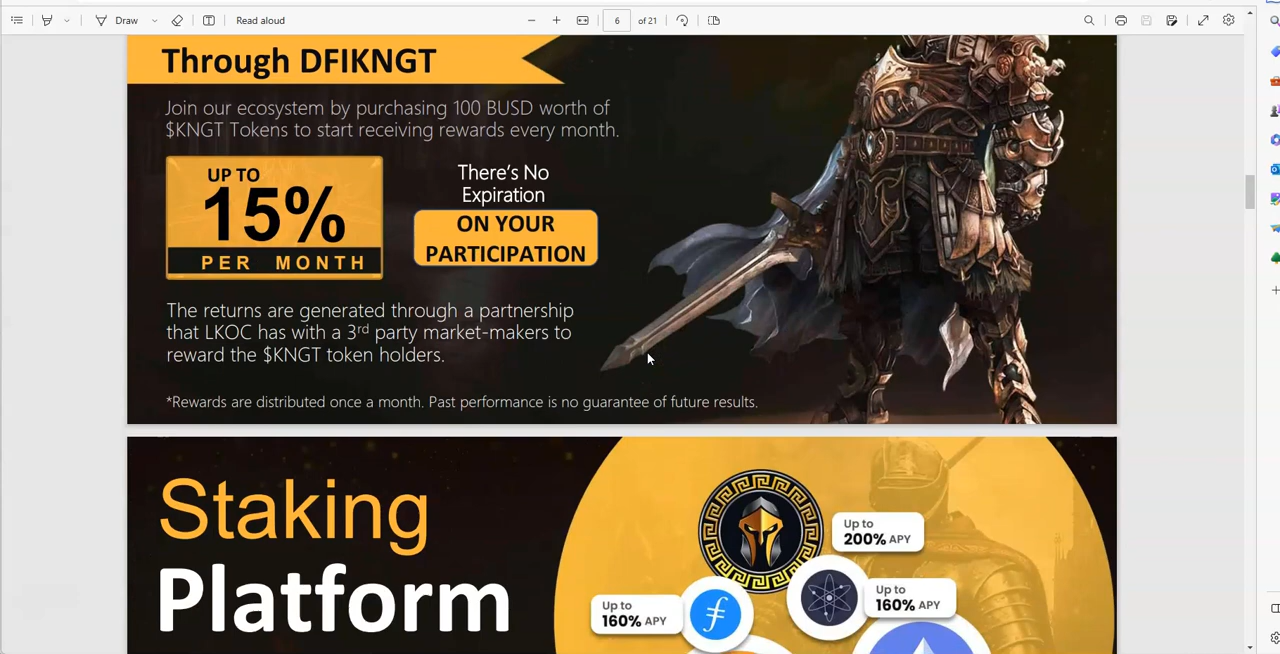 Draw
Read aloud
6
of 21
Through DFIKNGT
Join our ecosystem by purchasing 100 BUSD worth of
$KNGT Tokens to start receiving rewards every month.
UP TO
15%
PER MONTH
There's No
Expiration
ON YOUR
PARTICIPATION
The returns are generated through a partnership
that LKOC has with a 3rd party market-makers to
reward the $KNGT token holders.
*Rewards are distributed once a month. Past performance is no guarantee of future results.
Staking
Platform
Up to
200% APY
Up to
160% APY
Up to
160% APY